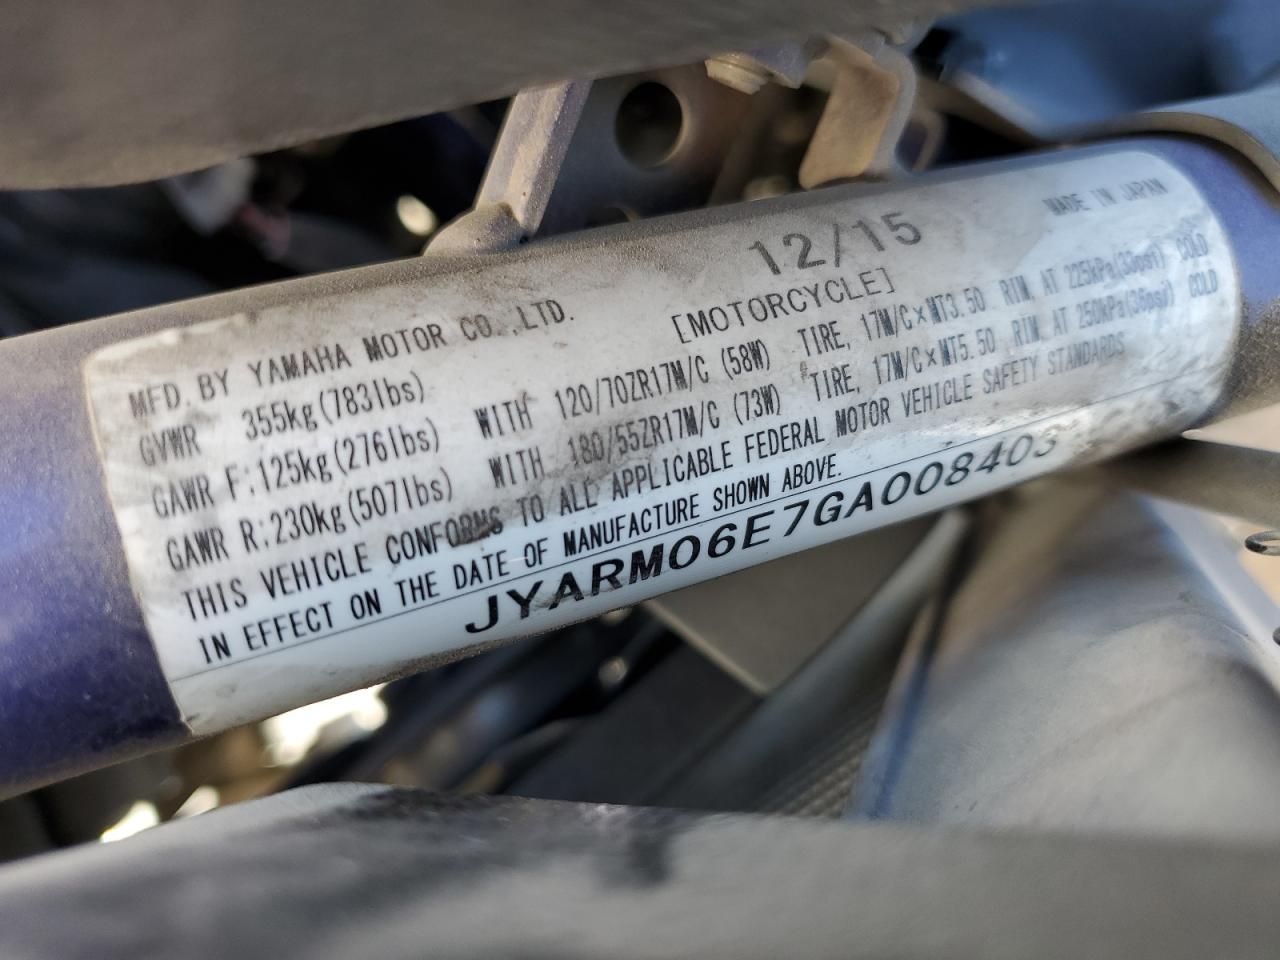 12/15 MADE IN JAPAN
MFD. BY YAMAHA MOTOR CO., LTD. [MOTORCYCLE]
GVWR 355kg(783lbs)
GAWR F:125kg(276lbs) WITH 120/70ZR17M/C (58W) TIRE, 17M/C×MT3.50 RIM, AT 225kPa(33psi) COLD
GAWR R:230kg(507lbs) WITH 180/55ZR17M/C (73W) TIRE, 17M/C×MT5.50 RIM, AT 250kPa(36psi) COLD
THIS VEHICLE CONFORMS TO ALL APPLICABLE FEDERAL MOTOR VEHICLE SAFETY STANDARDS
IN EFFECT ON THE DATE OF MANUFACTURE SHOWN ABOVE.
JYARM06E7GA008403